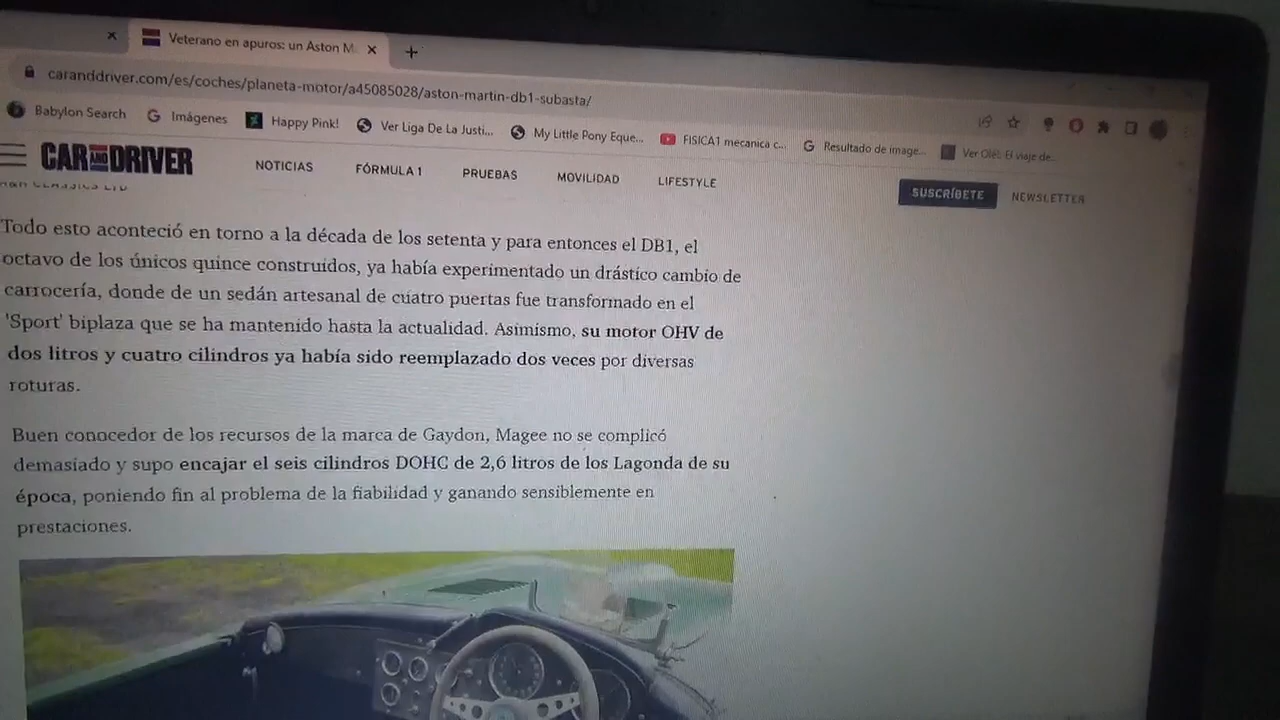 Veterano en apuros: un Aston M
caranddriver.com/es/coches/planeta-motor/a45085028/aston-martin-db1-subasta/
Babylon Search
Imágenes
Happy Pink!
Ver Liga De La Justi...
My Little Pony Eque...
FISICA1 mecanica c...
Resultado de image...
Ver Olé: El viaje de...
CAR AND DRIVER
NOTICIAS
FÓRMULA 1
PRUEBAS
MOVILIDAD
LIFESTYLE
SUSCRÍBETE
NEWSLETTER
Todo esto aconteció en torno a la década de los setenta y para entonces el DB1, el
octavo de los únicos quince construidos, ya había experimentado un drástico cambio de
carrocería, donde de un sedán artesanal de cuatro puertas fue transformado en el
'Sport' biplaza que se ha mantenido hasta la actualidad. Asimismo, su motor OHV de
dos litros y cuatro cilindros ya había sido reemplazado dos veces por diversas
roturas.
Buen conocedor de los recursos de la marca de Gaydon, Magee no se complicó
demasiado y supo encajar el seis cilindros DOHC de 2,6 litros de los Lagonda de su
época, poniendo fin al problema de la fiabilidad y ganando sensiblemente en
prestaciones.